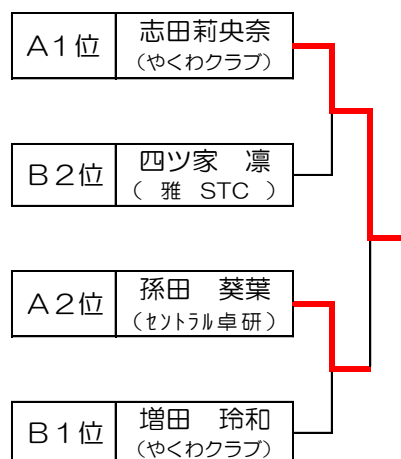 A1位
志田莉央奈
(やくわクラブ)
B2位
四ツ家 凛
( 雅 STC )
A2位
孫田 葵葉
(セントラル卓研)
B1位
増田 玲和
(やくわクラブ)